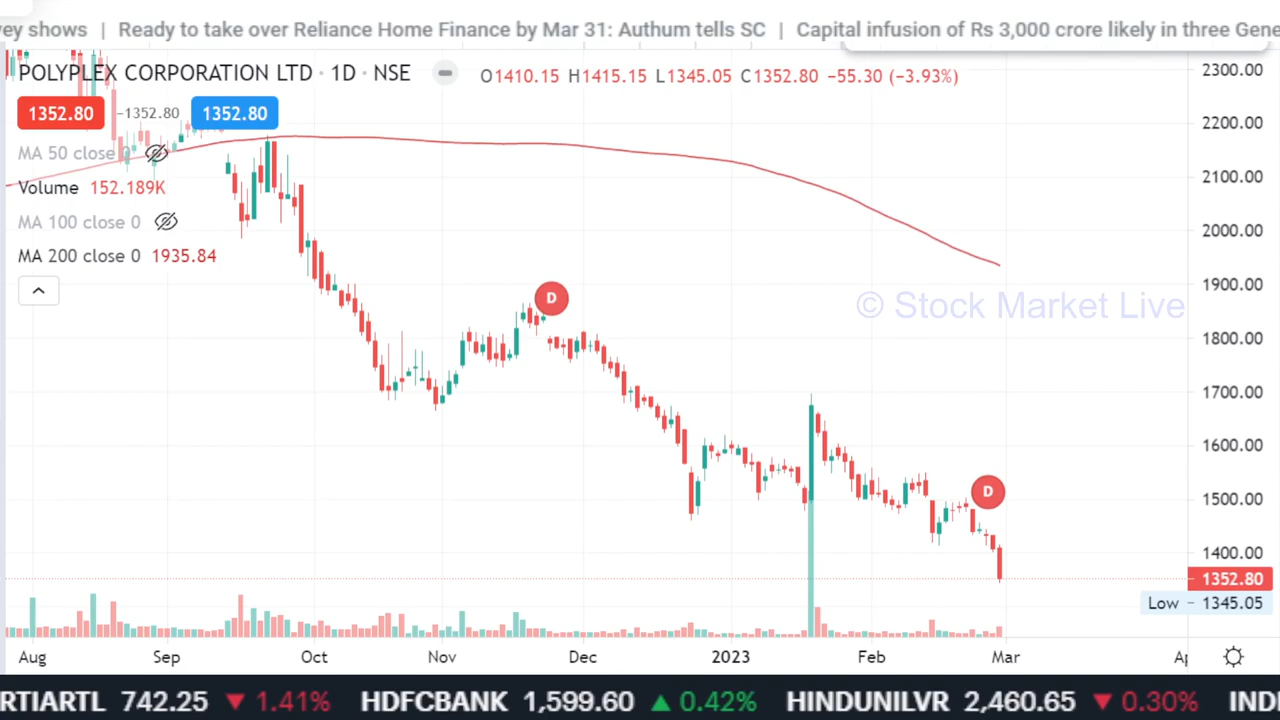 vey shows | Ready to take over Reliance Home Finance by Mar 31: Authum tells SC | Capital infusion of Rs 3,000 crore likely in three Gene
POLYPLEX CORPORATION LTD · 1D · NSE O1410.15 H1415.15 L1345.05 C1352.80 −55.30 (−3.93%)
1352.80 −1352.80 1352.80
MA 50 close 0
Volume 152.189K
MA 100 close 0
MA 200 close 0 1935.84
D
D
© Stock Market Live
2300.00
2200.00
2100.00
2000.00
1900.00
1800.00
1700.00
1600.00
1500.00
1400.00
1352.80
Low − 1345.05
Aug Sep Oct Nov Dec 2023 Feb Mar Ap
RTIARTL 742.25 ▼ 1.41% HDFCBANK 1,599.60 ▲ 0.42% HINDUNILVR 2,460.65 ▼ 0.30% INDI